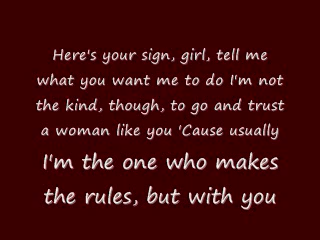 Here's your sign, girl, tell me
what you want me to do I'm not
the kind, though, to go and trust
a woman like you 'Cause usually
I'm the one who makes
the rules, but with you